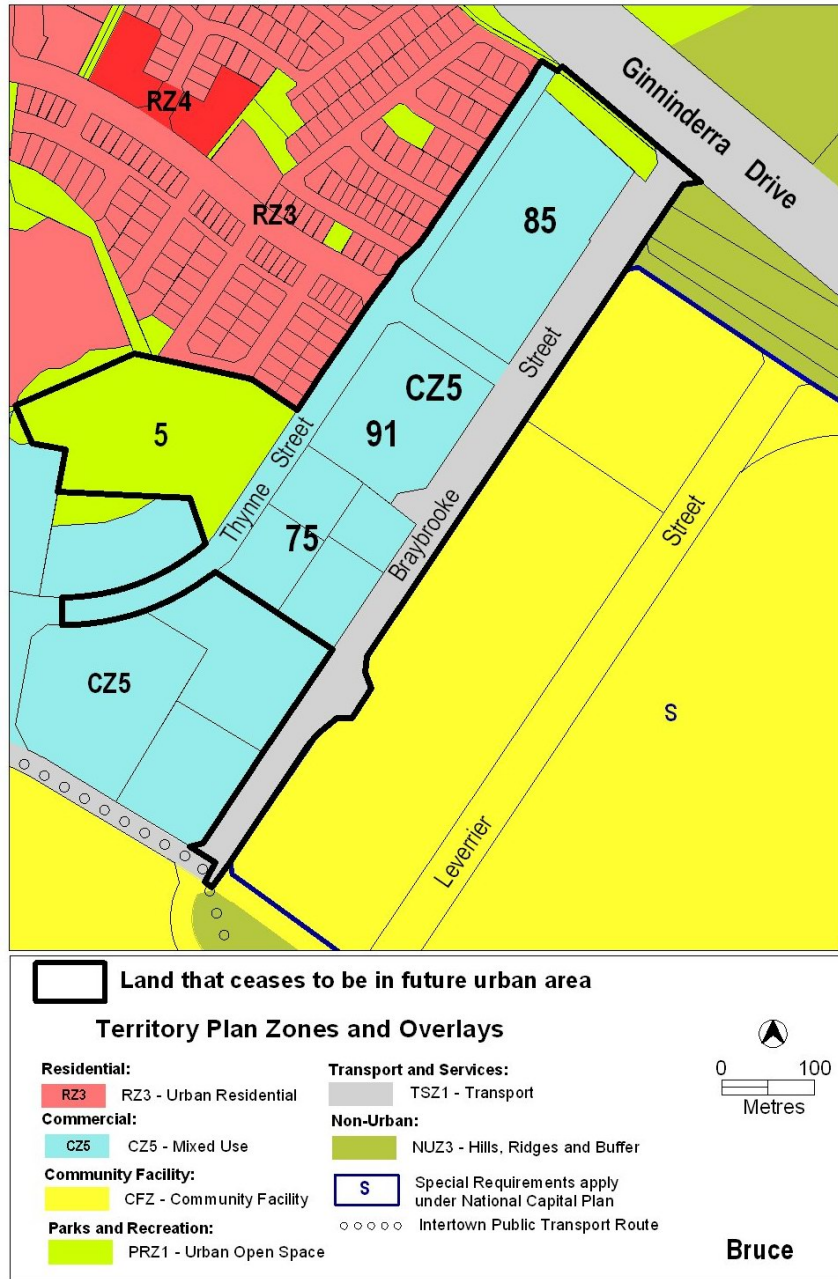 Ginninderra Drive
RZ4
RZ3
85
Street
CZ5
91
5
Thynne Street
75
Braybrooke
Street
CZ5
S
Leverrier
Land that ceases to be in future urban area
Territory Plan Zones and Overlays
Residential:
RZ3 RZ3 - Urban Residential
Commercial:
CZ5 CZ5 - Mixed Use
Community Facility:
CFZ - Community Facility
Parks and Recreation:
PRZ1 - Urban Open Space
Transport and Services:
TSZ1 - Transport
Non-Urban:
NUZ3 - Hills, Ridges and Buffer
S Special Requirements apply
under National Capital Plan
Intertown Public Transport Route
0 100
Metres
Bruce